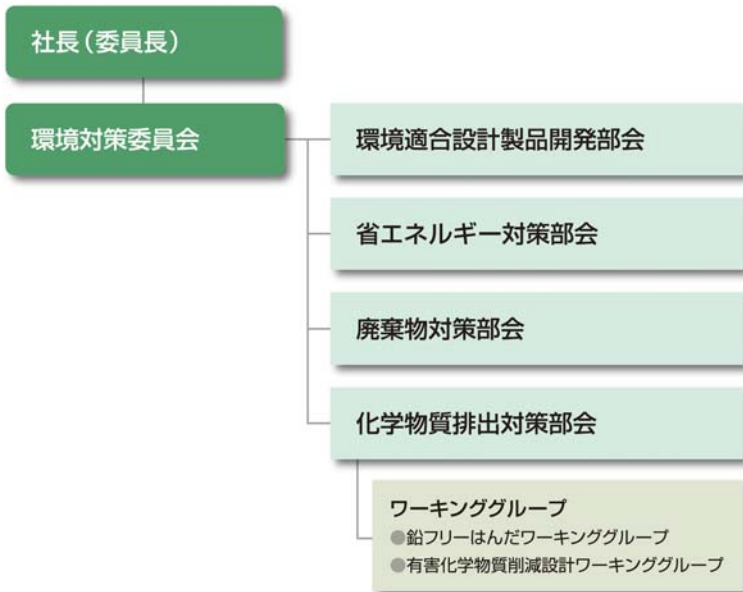 社長（委員長）
環境対策委員会
環境適合設計製品開発部会
省エネルギー対策部会
廃棄物対策部会
化学物質排出対策部会
ワーキンググループ
●鉛フリーはんだワーキンググループ
●有害化学物質削減設計ワーキンググループ